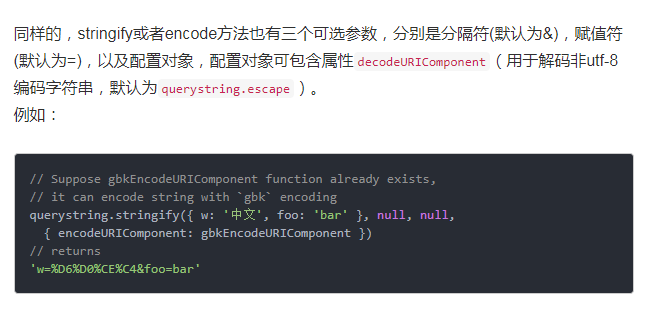 同样的，stringify或者encode方法也有三个可选参数，分别是分隔符(默认为&)，赋值符
(默认为=)，以及配置对象，配置对象可包含属性 decodeURIComponent （用于解码非utf-8
编码字符串，默认为 querystring.escape ）。
例如：
// Suppose gbkEncodeURIComponent function already exists,
// it can encode string with `gbk` encoding
querystring.stringify({ w: '中文', foo: 'bar' }, null, null,
  { encodeURIComponent: gbkEncodeURIComponent })
// returns
'w=%D6%D0%CE%C4&foo=bar'